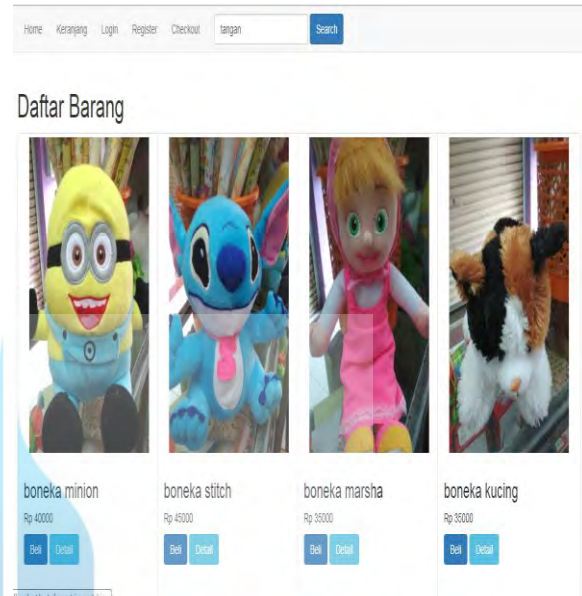 Home Keranjang Login Register Checkout tangan Search
Daftar Barang
boneka minion boneka stitch boneka marsha boneka kucing
Rp 40000 Rp 45000 Rp 35000 Rp 35000
Beli Detail Beli Detail Beli Detail Beli Detail